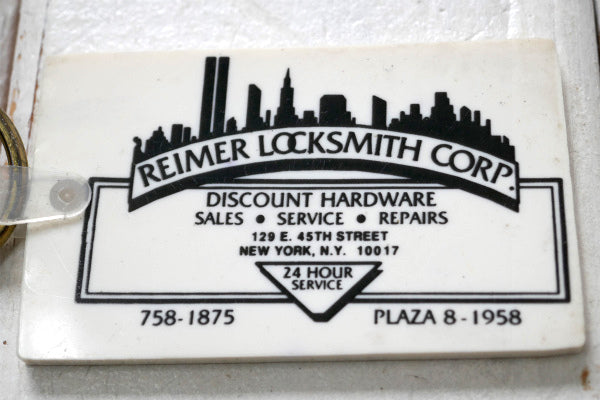 REIMER LOCKSMITH CORP.
DISCOUNT HARDWARE
SALES • SERVICE • REPAIRS
129 E. 45TH STREET
NEW YORK, N.Y. 10017
24 HOUR
SERVICE
758-1875 PLAZA 8-1958